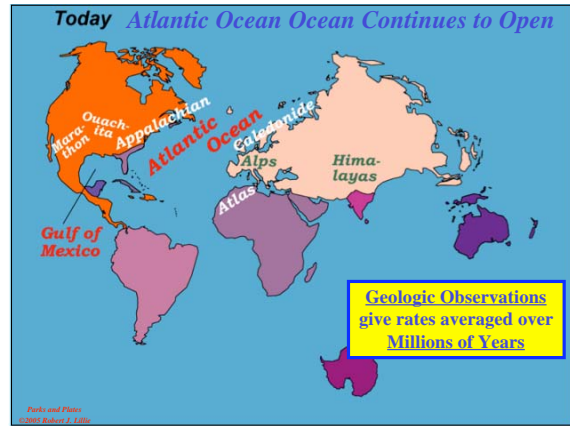 Today Atlantic Ocean Ocean Continues to Open
Mara-
thon
Ouach-
ita
Appalachian
Atlantic
Ocean
Caledonide
Alps
Hima-
layas
Atlas
Gulf of
Mexico
Geologic Observations
give rates averaged over
Millions of Years
Parks and Plates
©2005 Robert J. Lillie